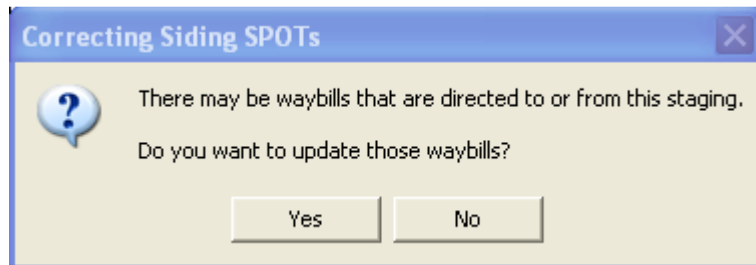 Correcting Siding SPOTs
There may be waybills that are directed to or from this staging.
Do you want to update those waybills?
Yes No